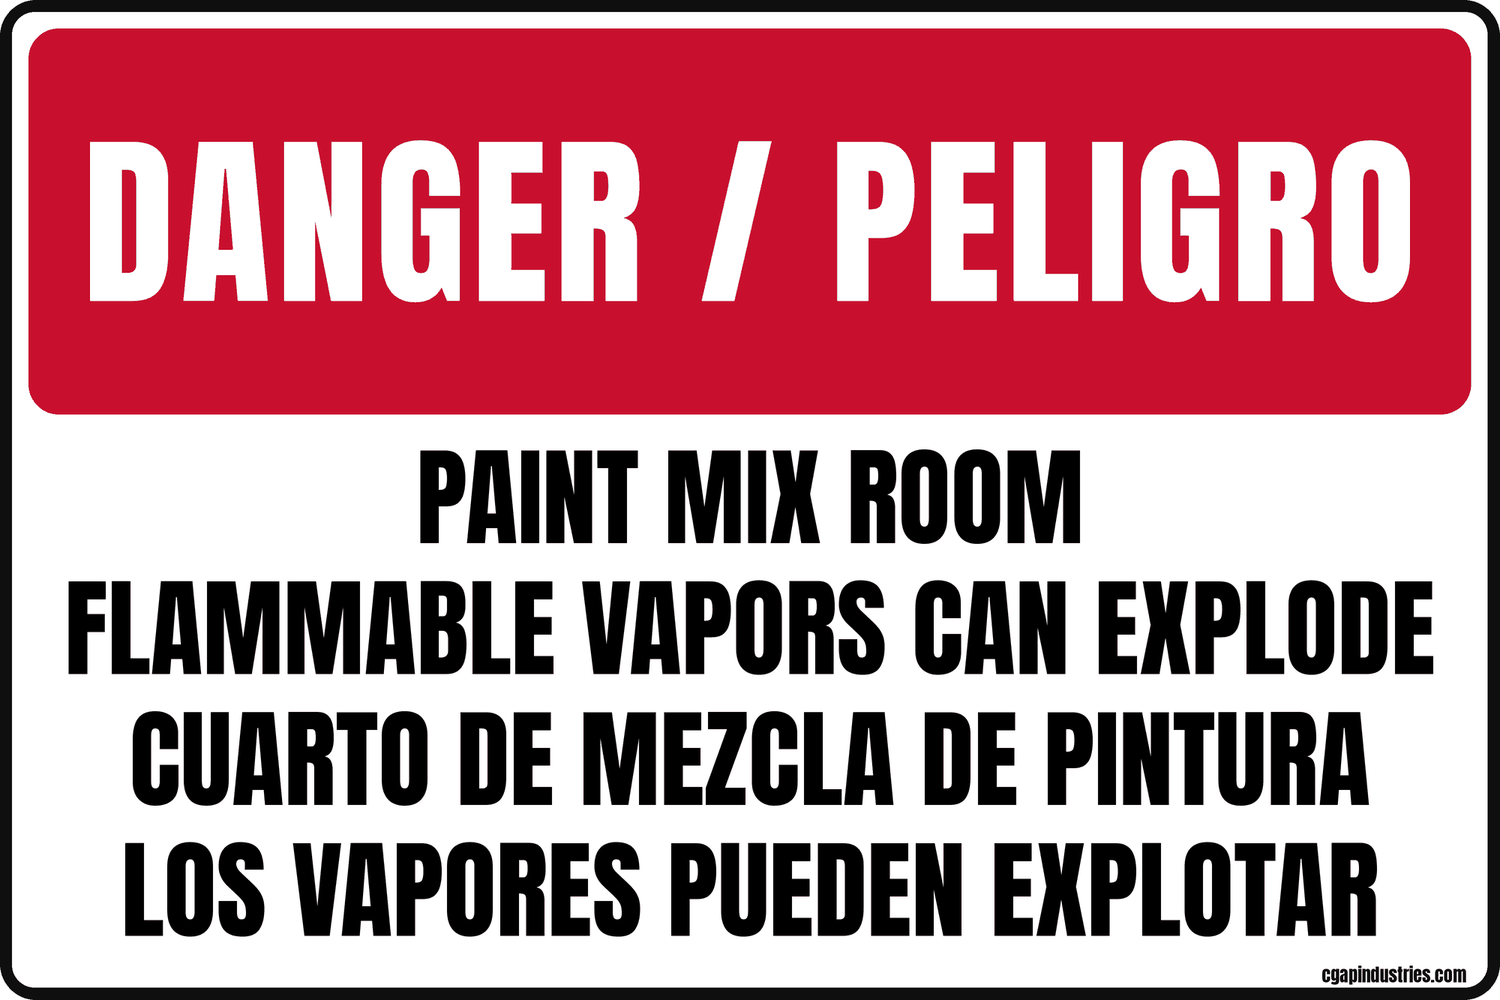 DANGER / PELIGRO
PAINT MIX ROOM
FLAMMABLE VAPORS CAN EXPLODE
CUARTO DE MEZCLA DE PINTURA
LOS VAPORES PUEDEN EXPLOTAR
cgapindustries.com